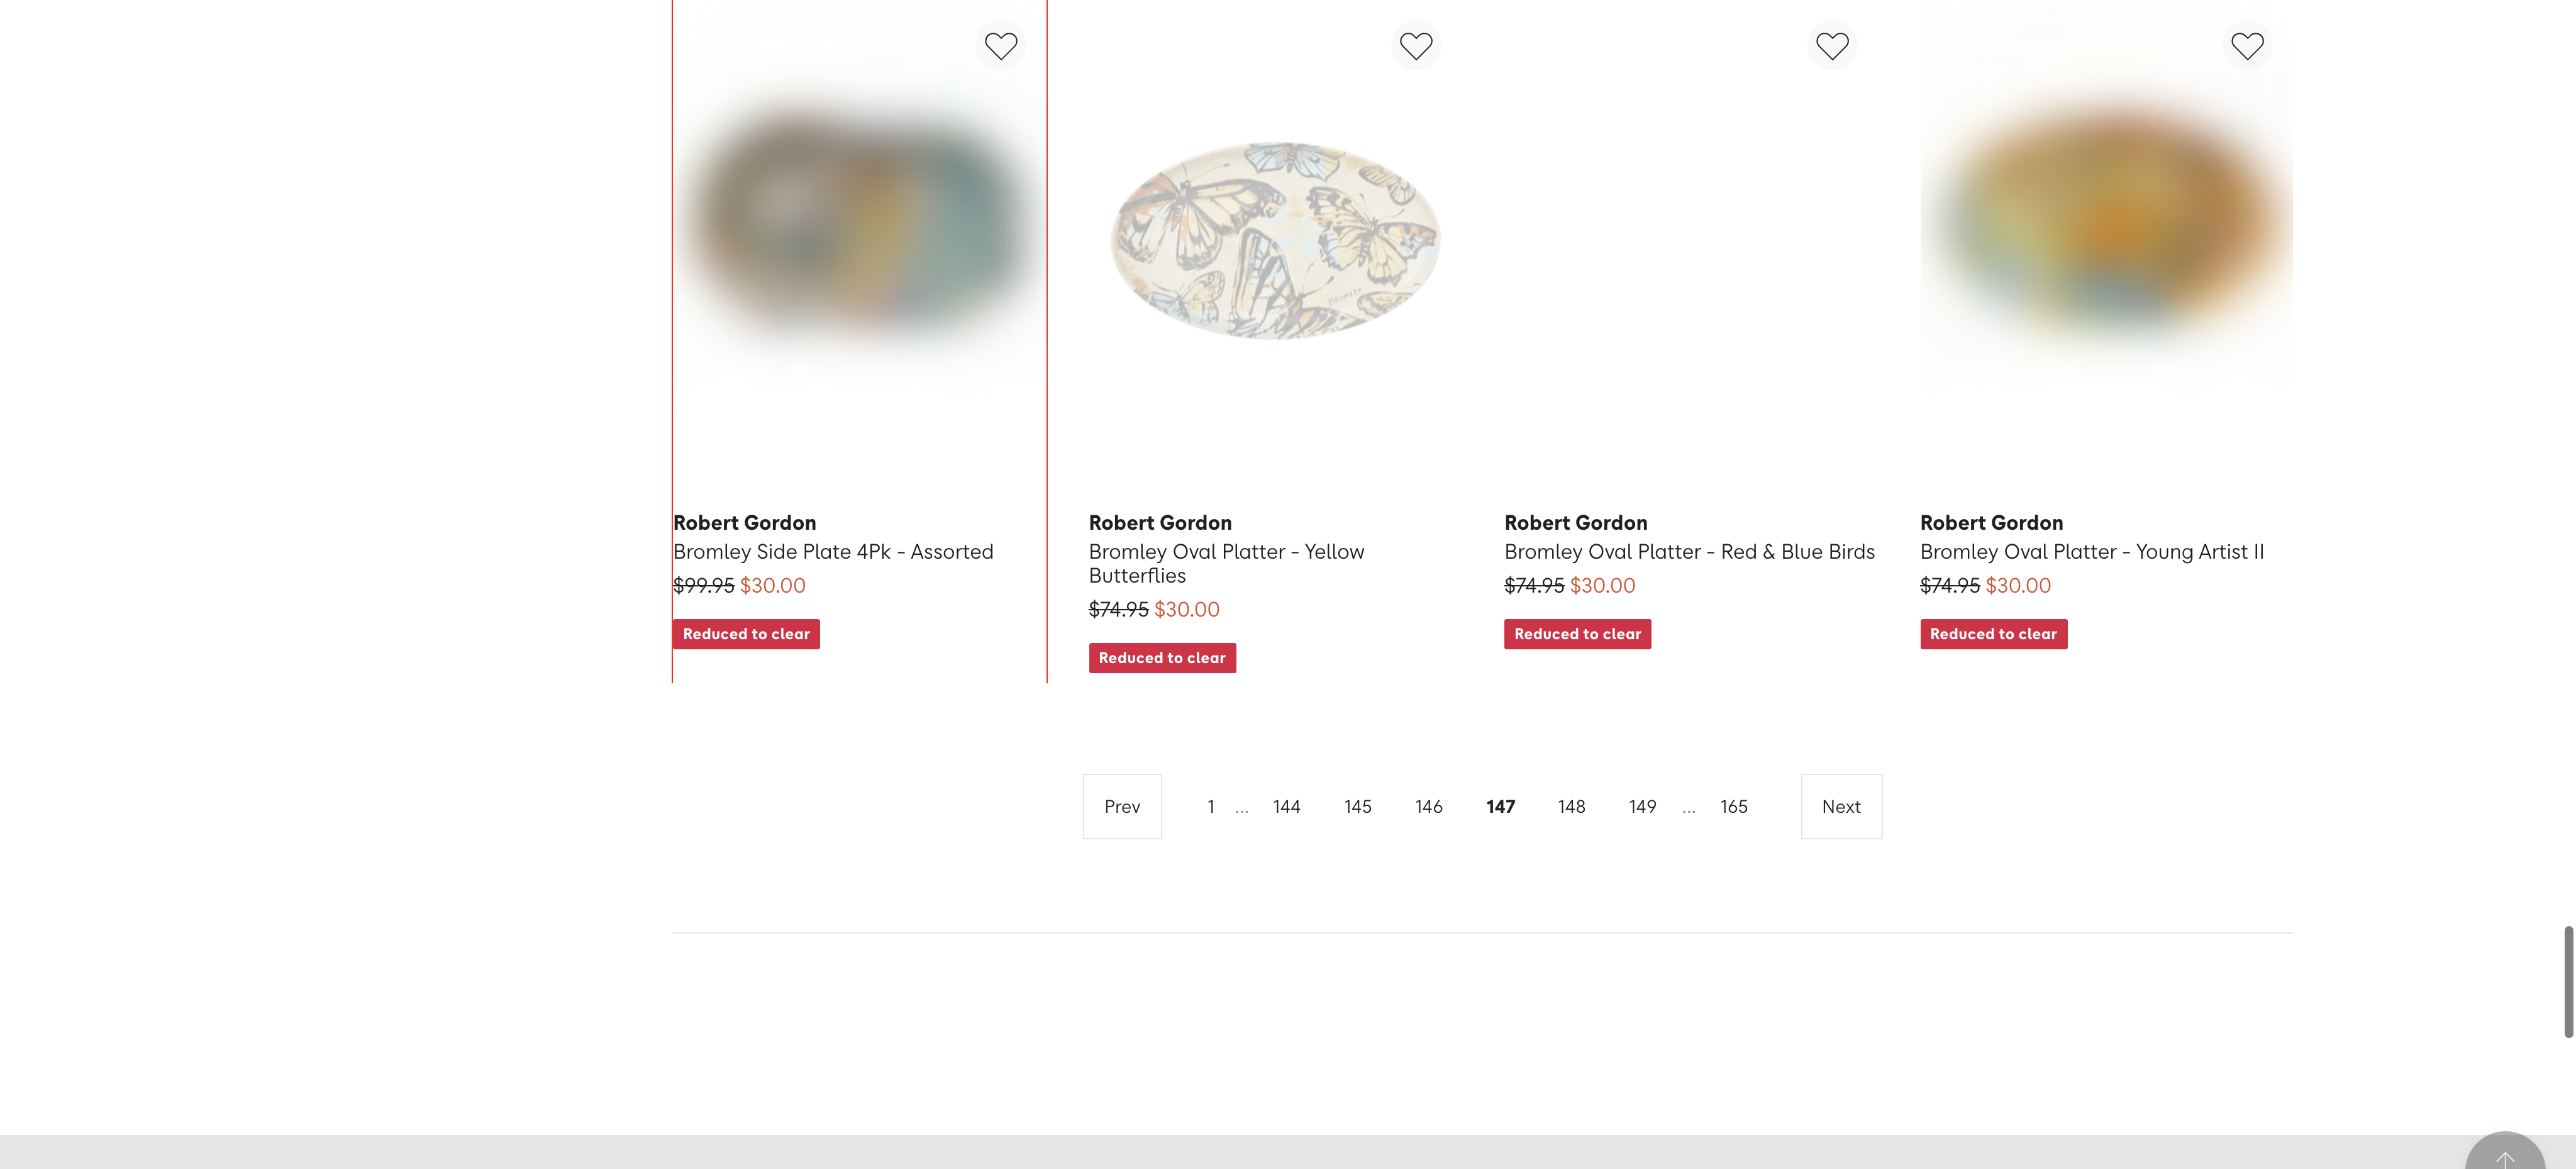 Robert Gordon
Bromley Side Plate 4Pk - Assorted
$99.95 $30.00
Reduced to clear
Robert Gordon
Bromley Oval Platter - Yellow
Butterflies
$74.95 $30.00
Reduced to clear
Robert Gordon
Bromley Oval Platter - Red & Blue Birds
$74.95 $30.00
Reduced to clear
Robert Gordon
Bromley Oval Platter - Young Artist II
$74.95 $30.00
Reduced to clear
Prev 1 ... 144 145 146 147 148 149 ... 165 Next